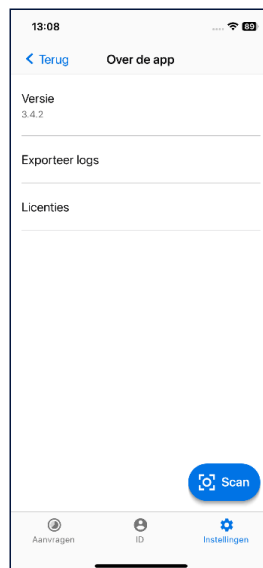 13:08
89
Terug
Over de app
Versie
3.4.2
Exporteer logs
Licenties
Scan
Aanvragen
ID
Instellingen